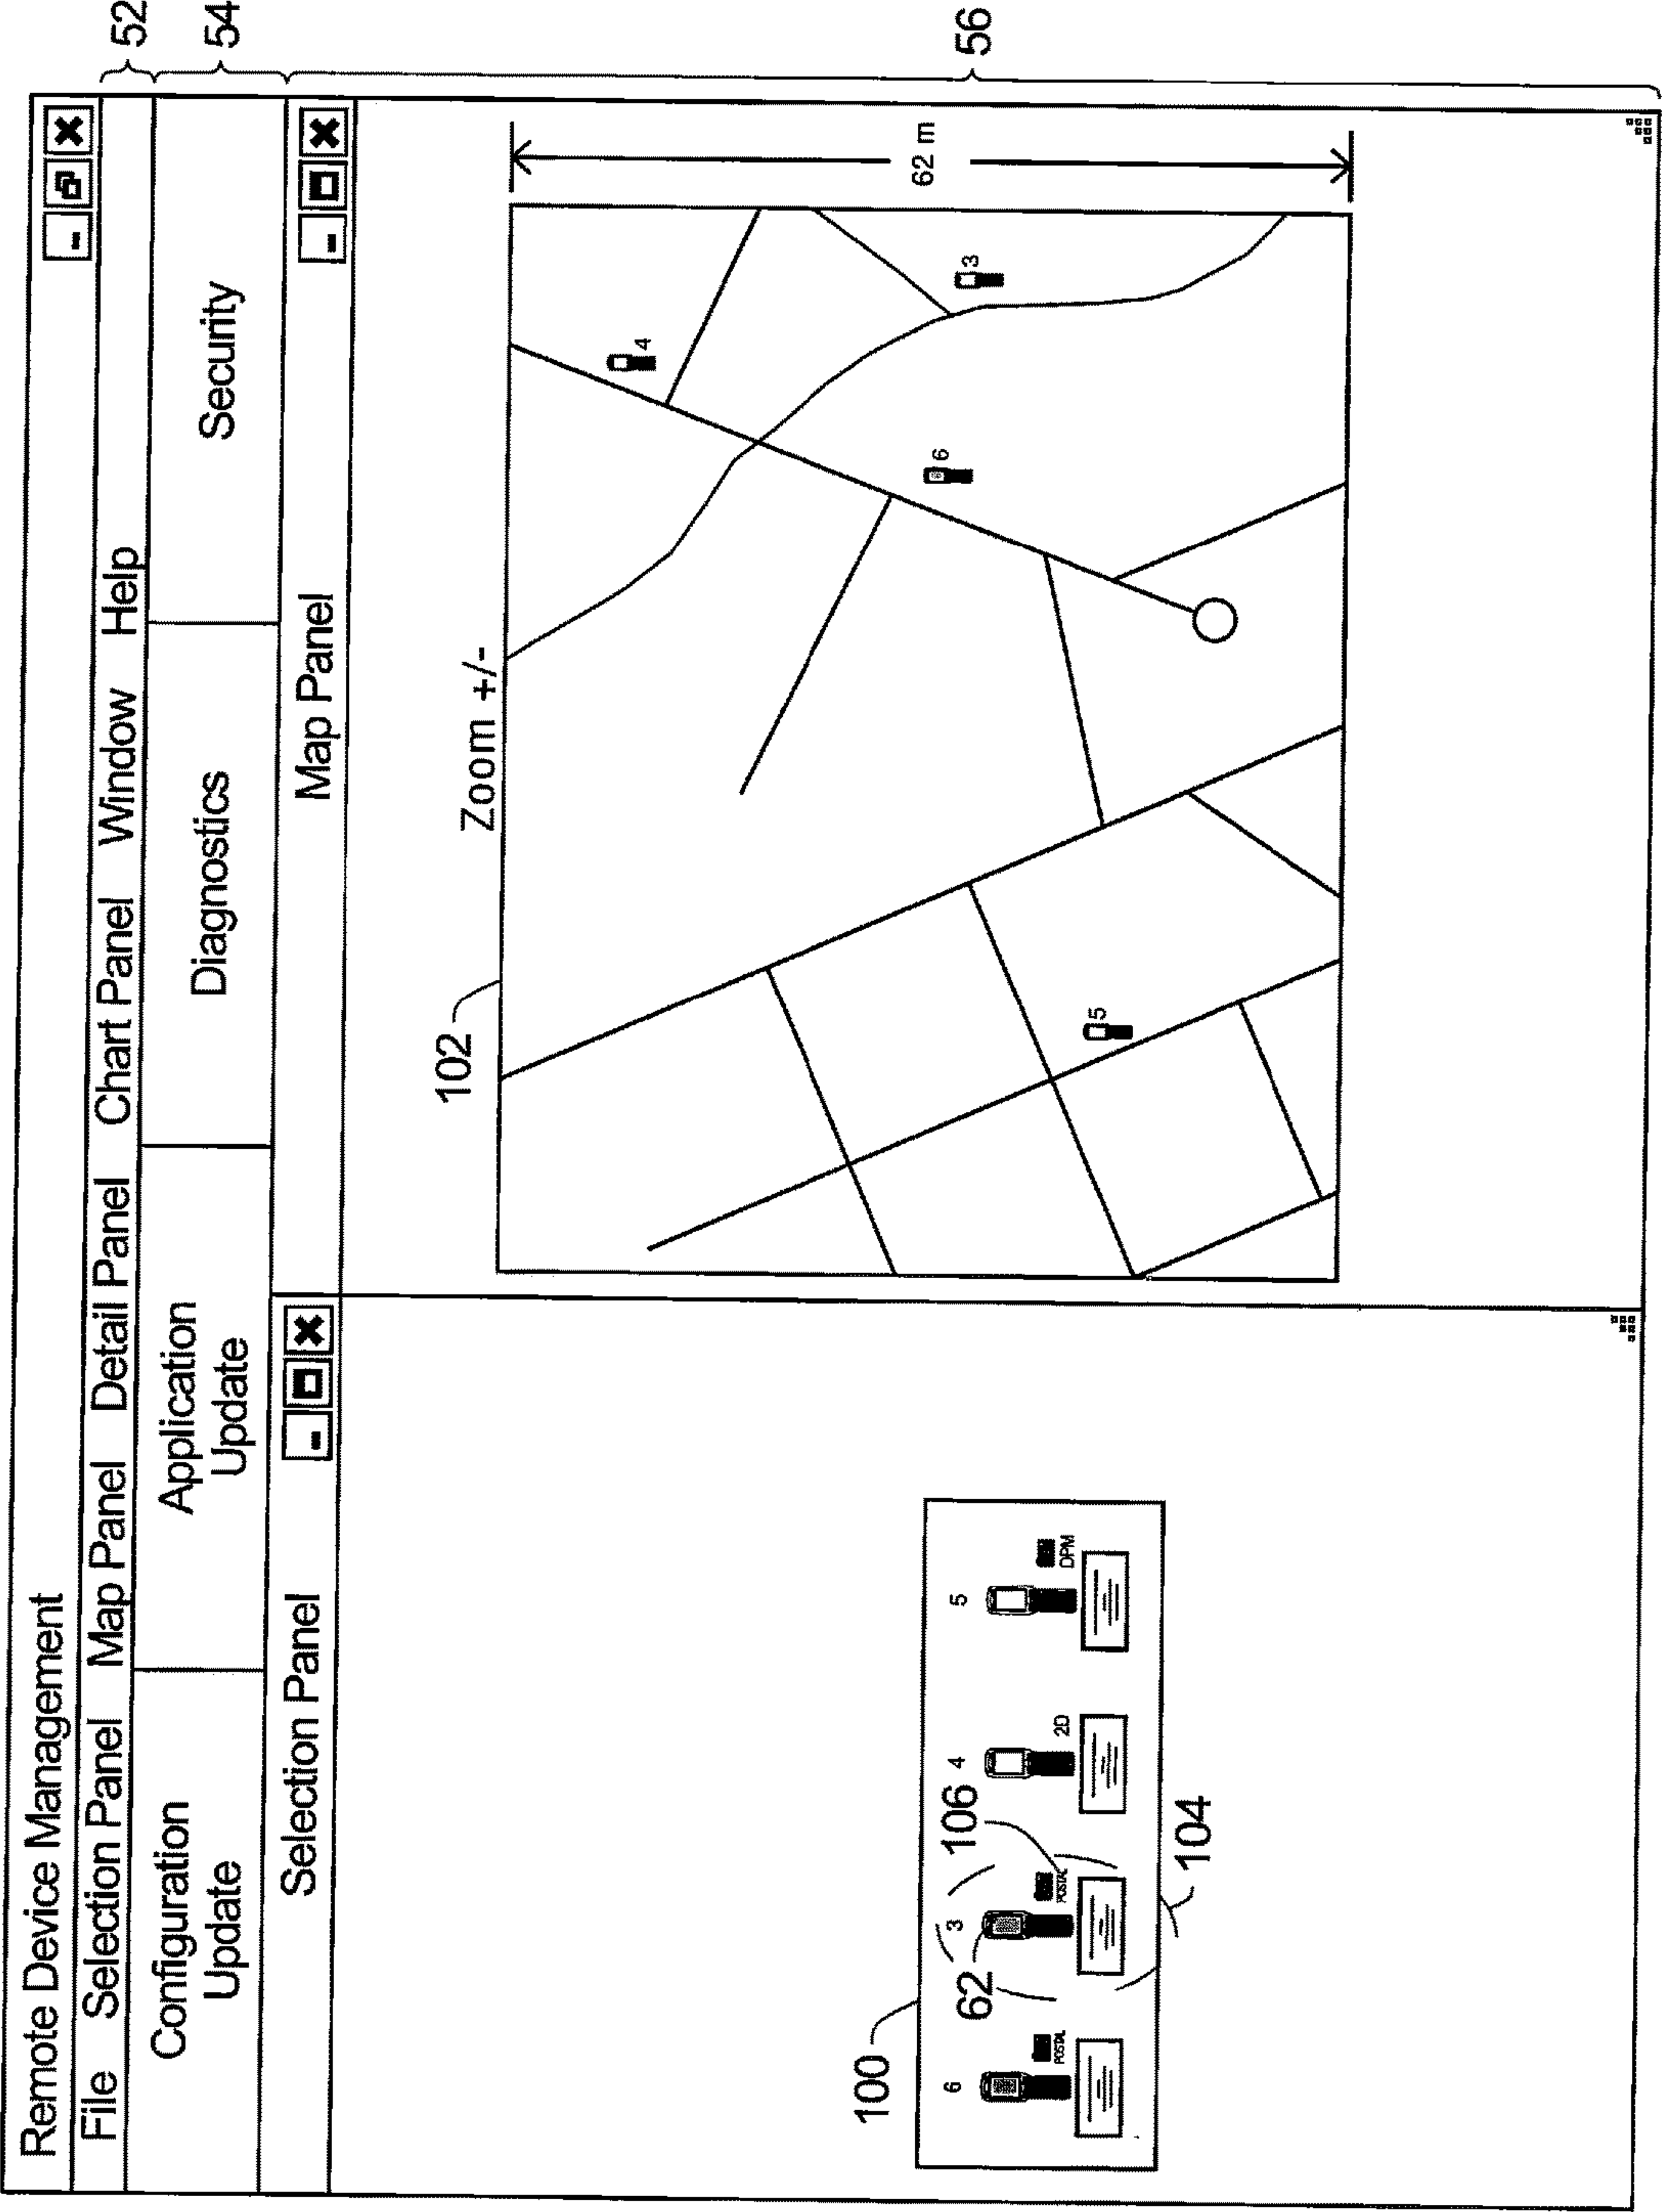 Remote Device Management
File Selection Panel Map Panel Detail Panel Chart Panel Window Help
52
Configuration Update
Application Update
Diagnostics
Security
54
Selection Panel
Map Panel
56
102
Zoom +/-
4
3
6
5
62 m
100
6
POSTAL
62
3
POSTAL
106
4
2D
5
DPM
104